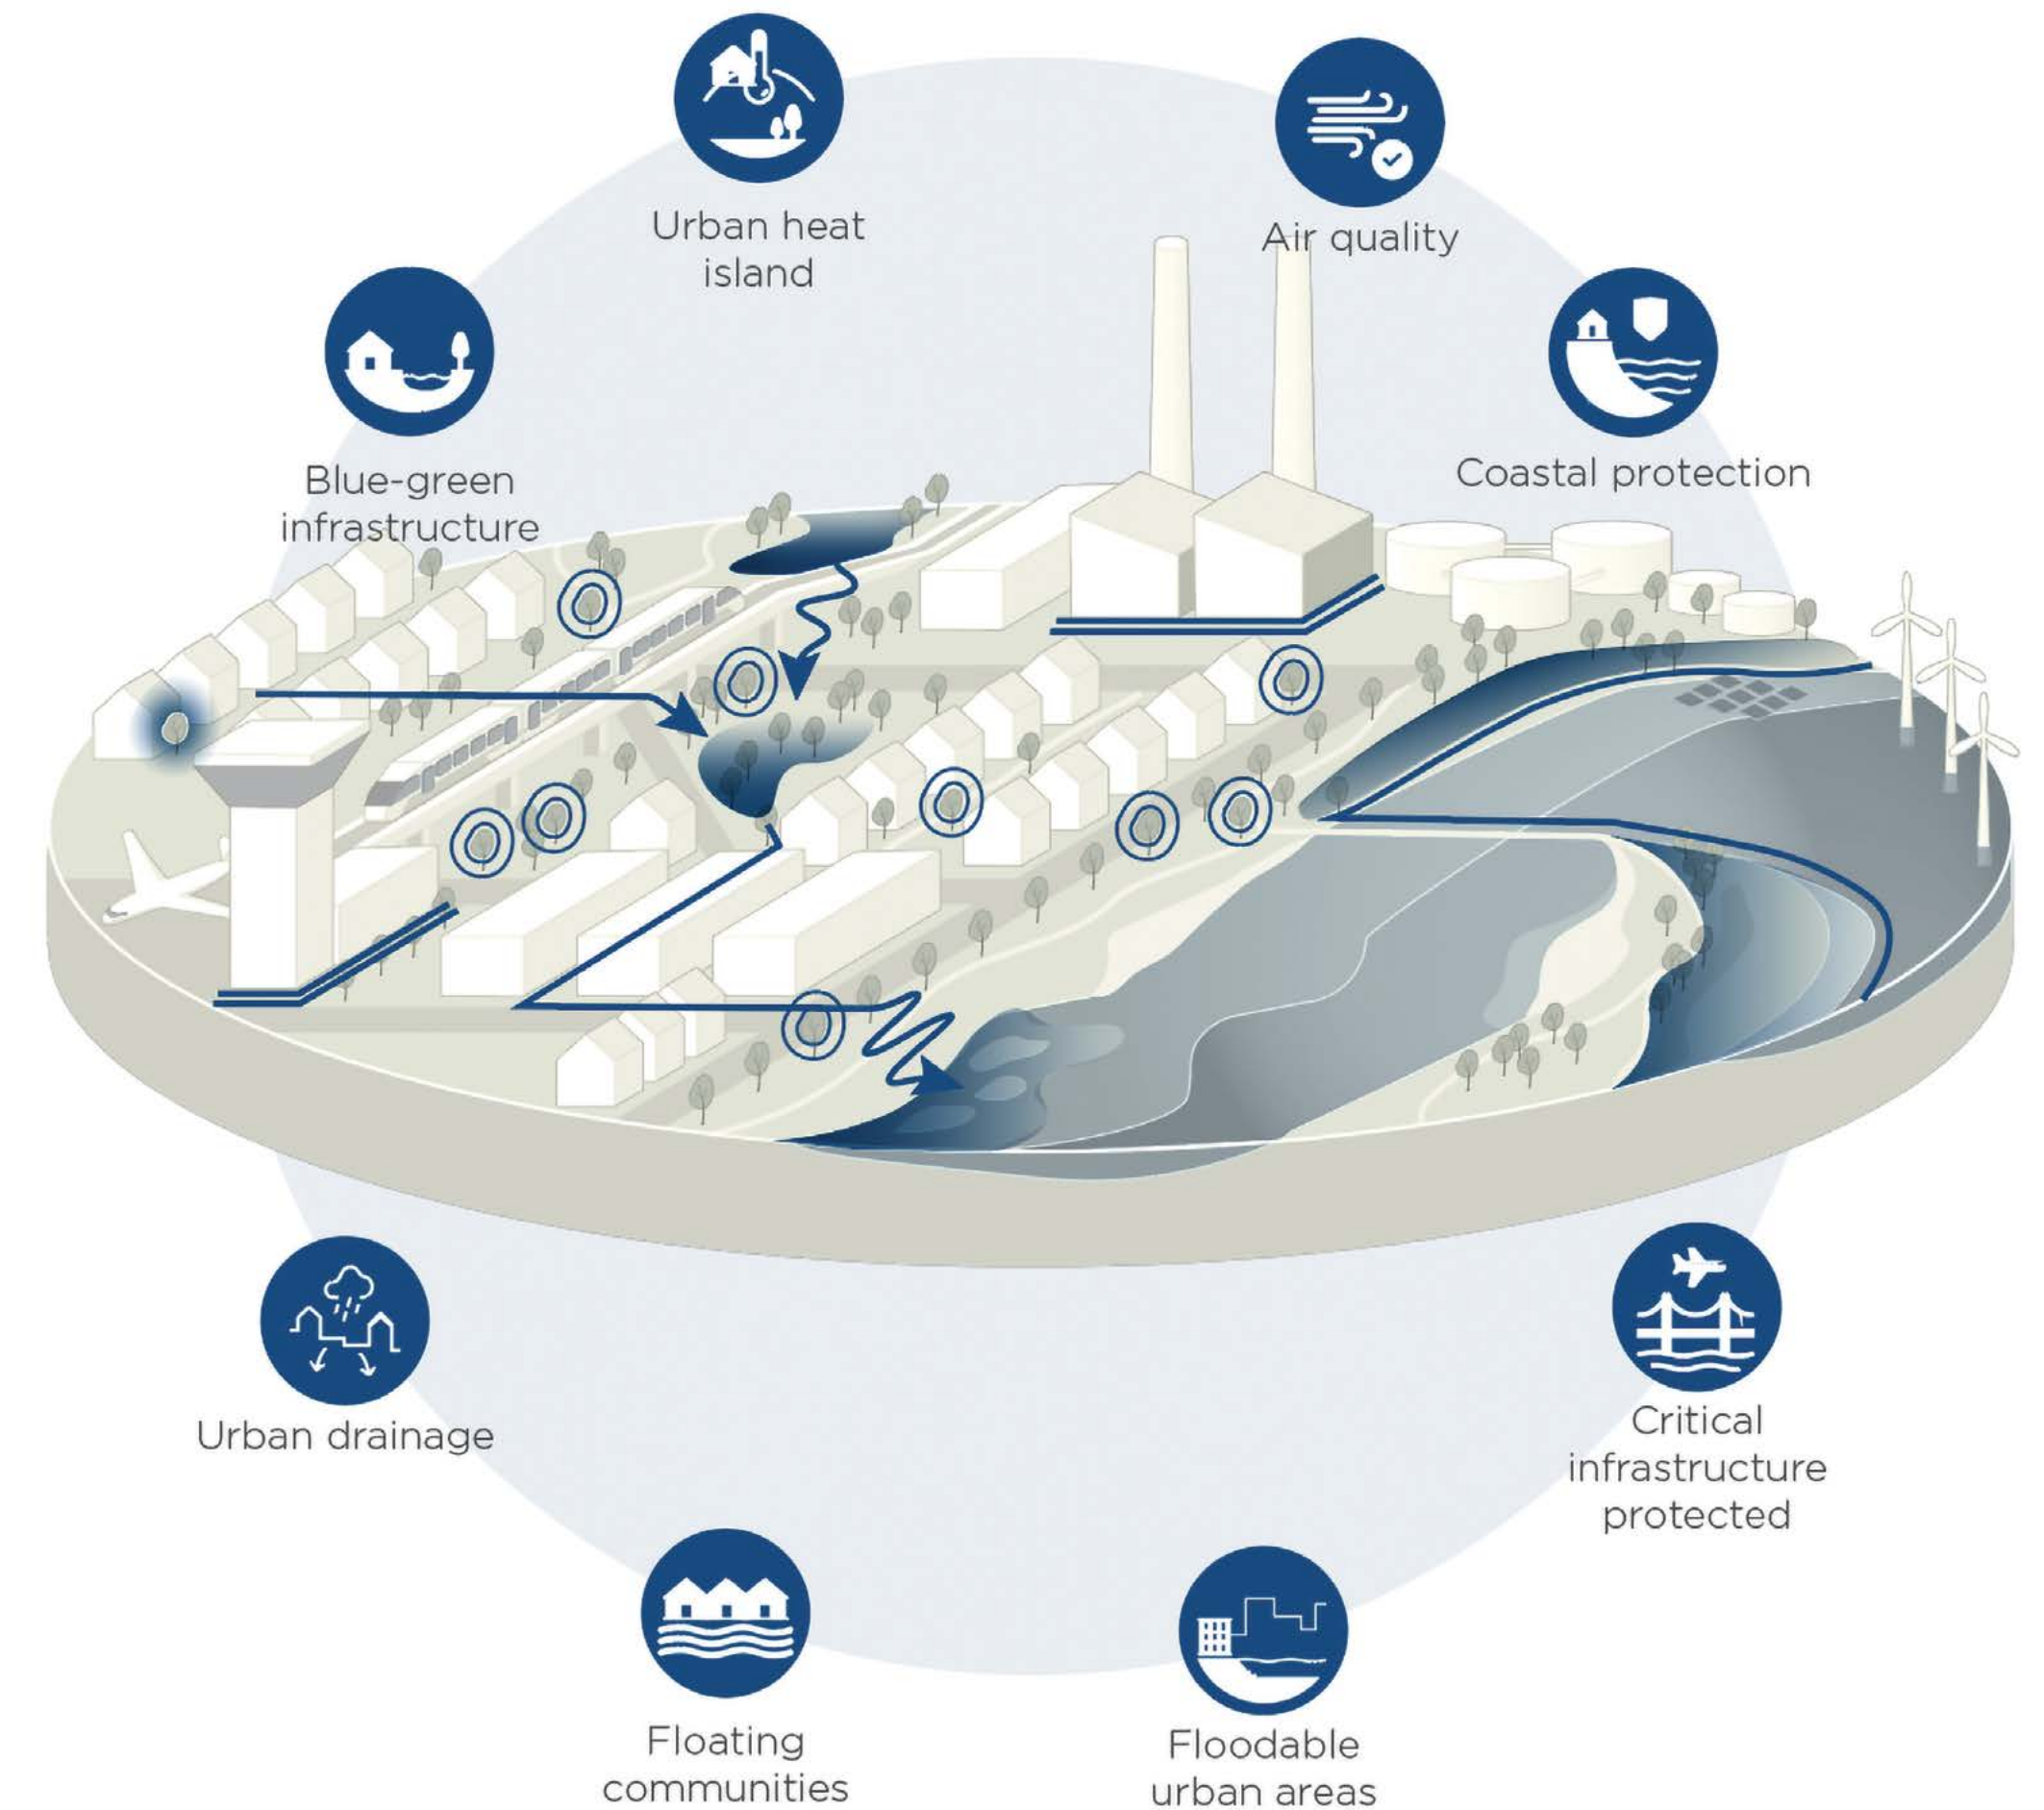 Urban heat
island
Air quality
Blue-green
infrastructure
Coastal protection
Urban drainage
Critical
infrastructure
protected
Floating
communities
Floodable
urban areas